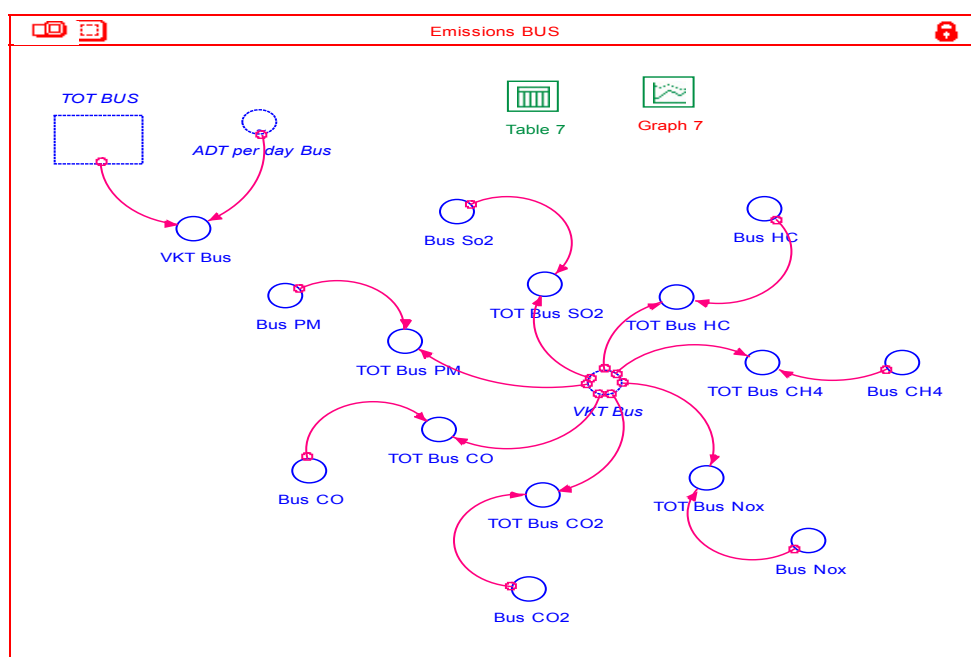 Emissions BUS
TOT BUS
ADT per day Bus
Table 7
Graph 7
VKT Bus
Bus So2
Bus HC
Bus PM
TOT Bus SO2
TOT Bus HC
TOT Bus PM
TOT Bus CH4
Bus CH4
VKT Bus
TOT Bus CO
Bus CO
TOT Bus CO2
TOT Bus Nox
Bus Nox
Bus CO2